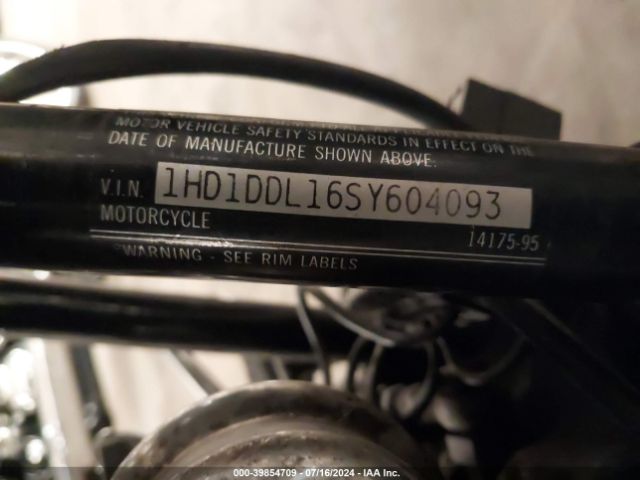 MOTOR VEHICLE SAFETY STANDARDS IN EFFECT ON THE
DATE OF MANUFACTURE SHOWN ABOVE.
V.I.N. 1HD1DDL16SY604093
MOTORCYCLE
14175-95
*WARNING - SEE RIM LABELS
000-39854709 - 07/16/2024 - IAA Inc.